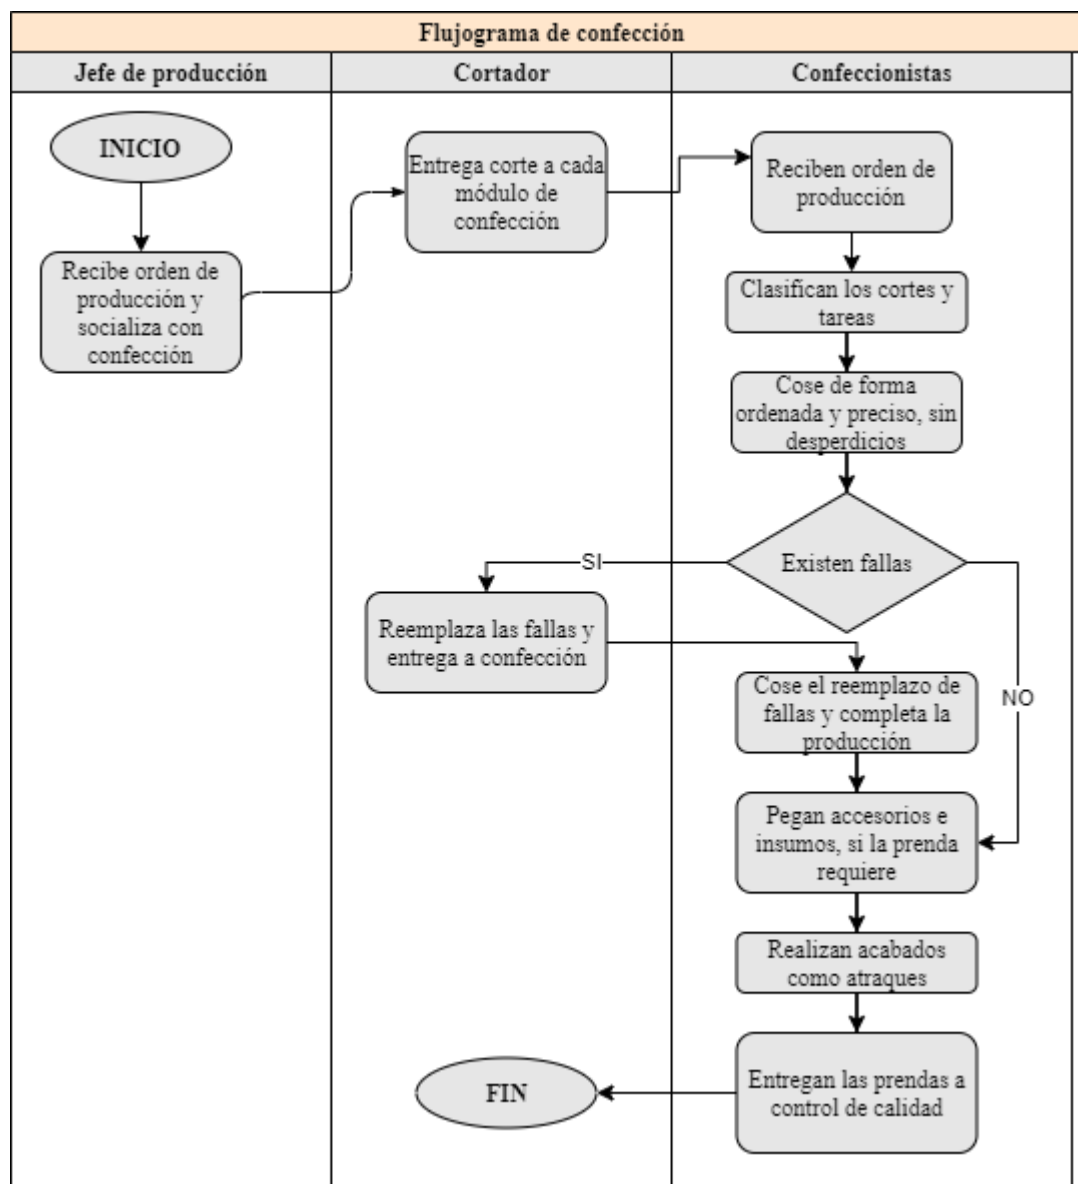 Flujograma de confección
Jefe de producción
Cortador
Confeccionistas
INICIO
Recibe orden de
producción y
socializa con
confección
Entrega corte a cada
módulo de
confección
Reciben orden de
producción
Clasifican los cortes y
tareas
Cose de forma
ordenada y preciso, sin
desperdicios
Existen fallas
SI
Reemplaza las fallas y
entrega a confección
NO
Cose el reemplazo de
fallas y completa la
producción
Pegan accesorios e
insumos, si la prenda
requiere
Realizan acabados
como atraques
Entregan las prendas a
control de calidad
FIN